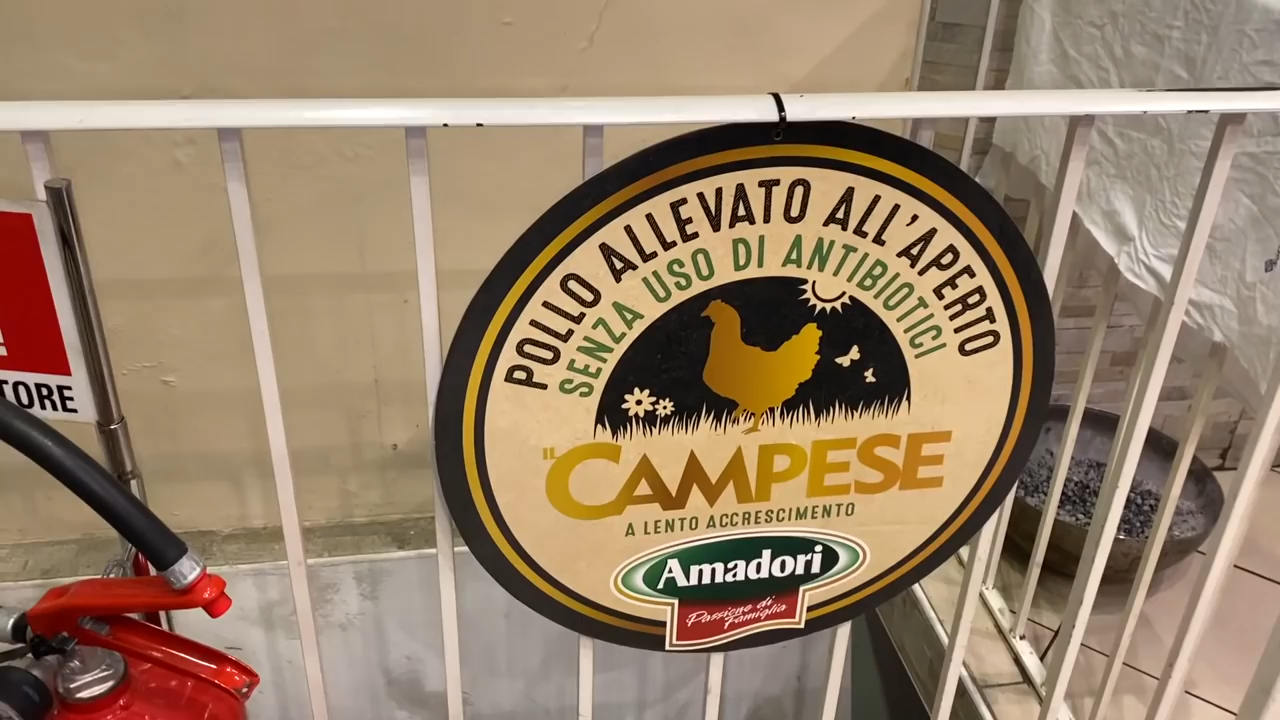 POLLO ALLEVATO ALL'APERTO
SENZA USO DI ANTIBIOTICI
IL CAMPESE
A LENTO ACCRESCIMENTO
Amadori
Passione di
Famiglia
TORE